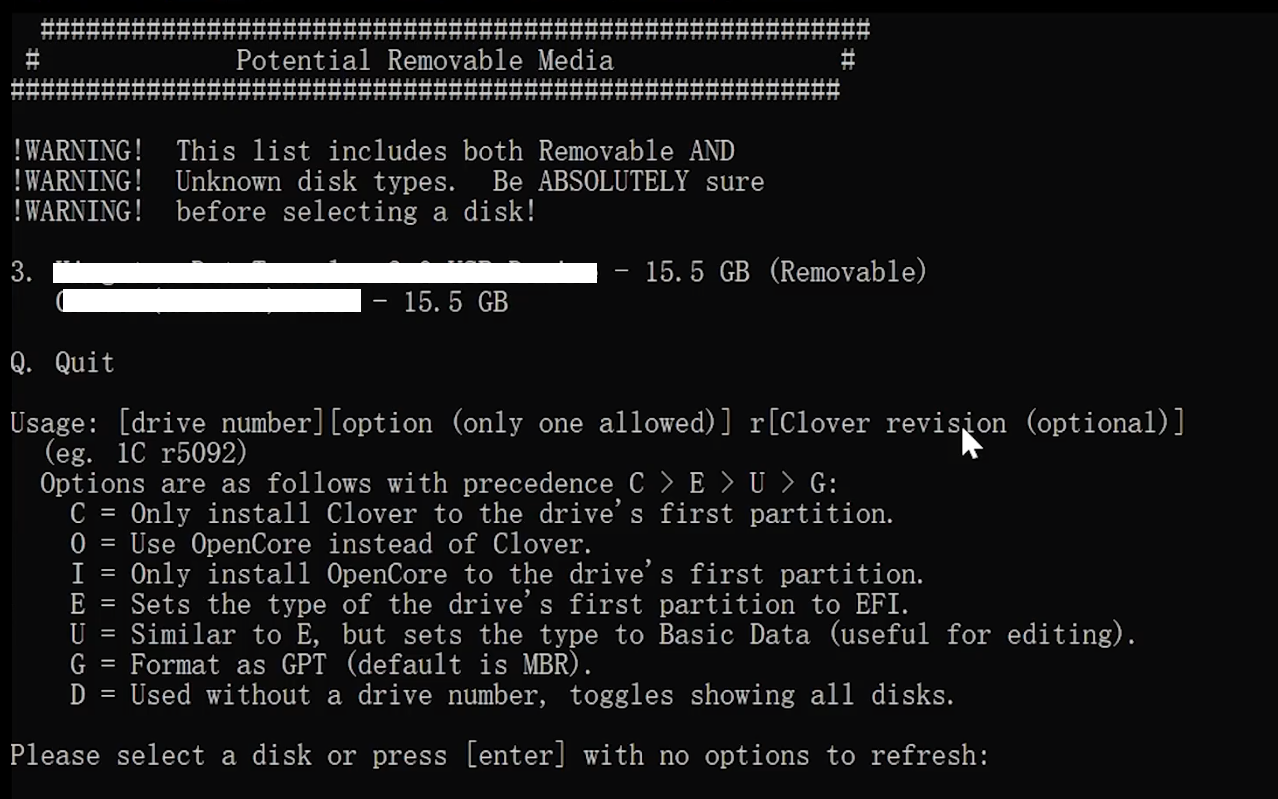 #######################################################
# Potential Removable Media #
#######################################################
!WARNING! This list includes both Removable AND
!WARNING! Unknown disk types. Be ABSOLUTELY sure
!WARNING! before selecting a disk!
3. - 15.5 GB (Removable)
- 15.5 GB
Q. Quit
Usage: [drive number][option (only one allowed)] r[Clover revision (optional)]
(eg. 1C r5092)
Options are as follows with precedence C > E > U > G:
C = Only install Clover to the drive's first partition.
O = Use OpenCore instead of Clover.
I = Only install OpenCore to the drive's first partition.
E = Sets the type of the drive's first partition to EFI.
U = Similar to E, but sets the type to Basic Data (useful for editing).
G = Format as GPT (default is MBR).
D = Used without a drive number, toggles showing all disks.
Please select a disk or press [enter] with no options to refresh: